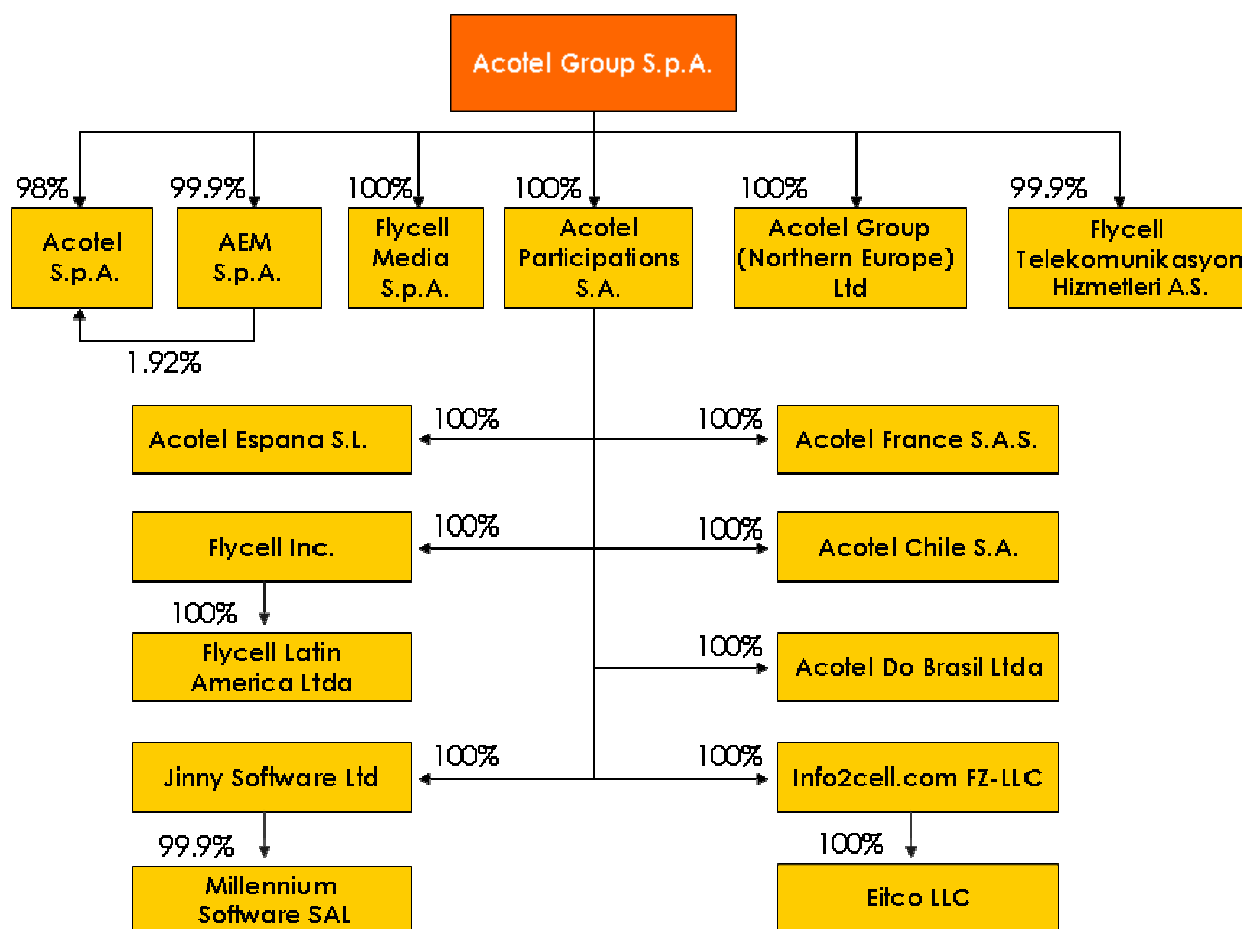 Acotel Group S.p.A.
98%
99.9%
100%
100%
100%
99.9%
Acotel
S.p.A.
AEM
S.p.A.
Flycell
Media
S.p.A.
Acotel
Participations
S.A.
Acotel Group
(Northern Europe)
Ltd
Flycell
Telekomunikasyon
Hizmetleri A.S.
1.92%
100%
100%
Acotel Espana S.L.
Acotel France S.A.S.
100%
100%
Flycell Inc.
Acotel Chile S.A.
100%
Flycell Latin
America Ltda
100%
Acotel Do Brasil Ltda
100%
100%
Jinny Software Ltd
Info2cell.com FZ-LLC
99.9%
100%
Millennium
Software SAL
Eitco LLC